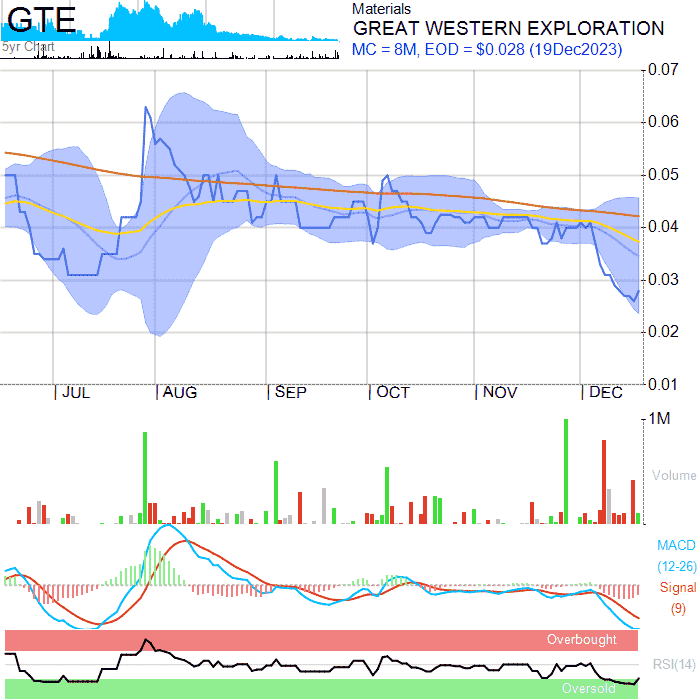 GTE
5yr Chart
Materials
GREAT WESTERN EXPLORATION
MC = 8M, EOD = $0.028 (19Dec2023)
0.07
0.06
0.05
0.04
0.03
0.02
0.01
JUL AUG SEP OCT NOV DEC
1M
Volume
MACD
(12-26)
Signal
(9)
Overbought
RSI(14)
Oversold